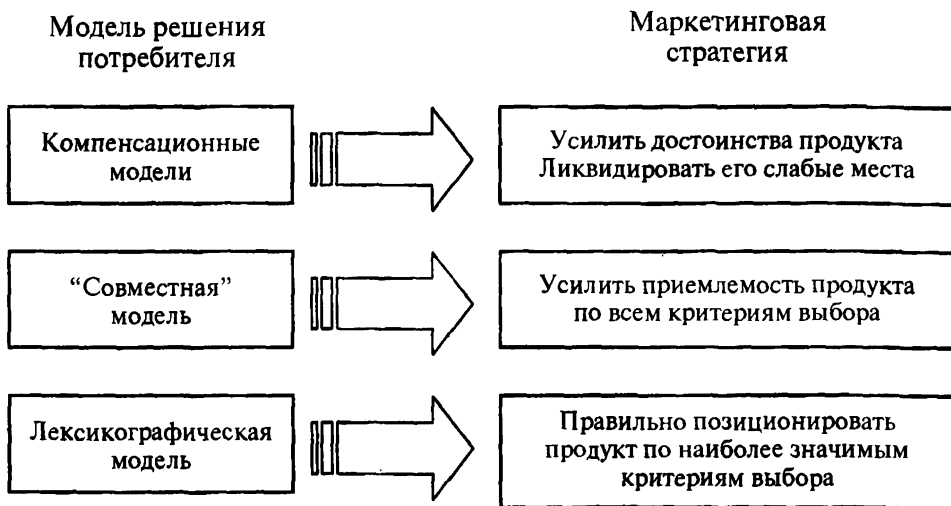 Модель решения
потребителя
Маркетинговая
стратегия
Компенсационные
модели
Усилить достоинства продукта
Ликвидировать его слабые места
“Совместная”
модель
Усилить приемлемость продукта
по всем критериям выбора
Лексикографическая
модель
Правильно позиционировать
продукт по наиболее значимым
критериям выбора